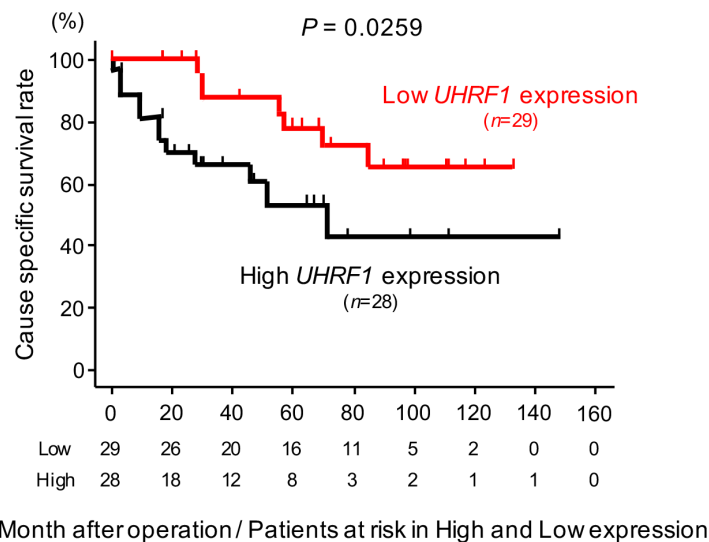 (%)
P = 0.0259
100
80
60
40
20
0
Cause specific survival rate
Low UHRF1 expression
(n=29)
High UHRF1 expression
(n=28)
0 20 40 60 80 100 120 140 160
Low 29 26 20 16 11 5 2 0 0
High 28 18 12 8 3 2 1 1 0
Month after operation / Patients at risk in High and Low expression